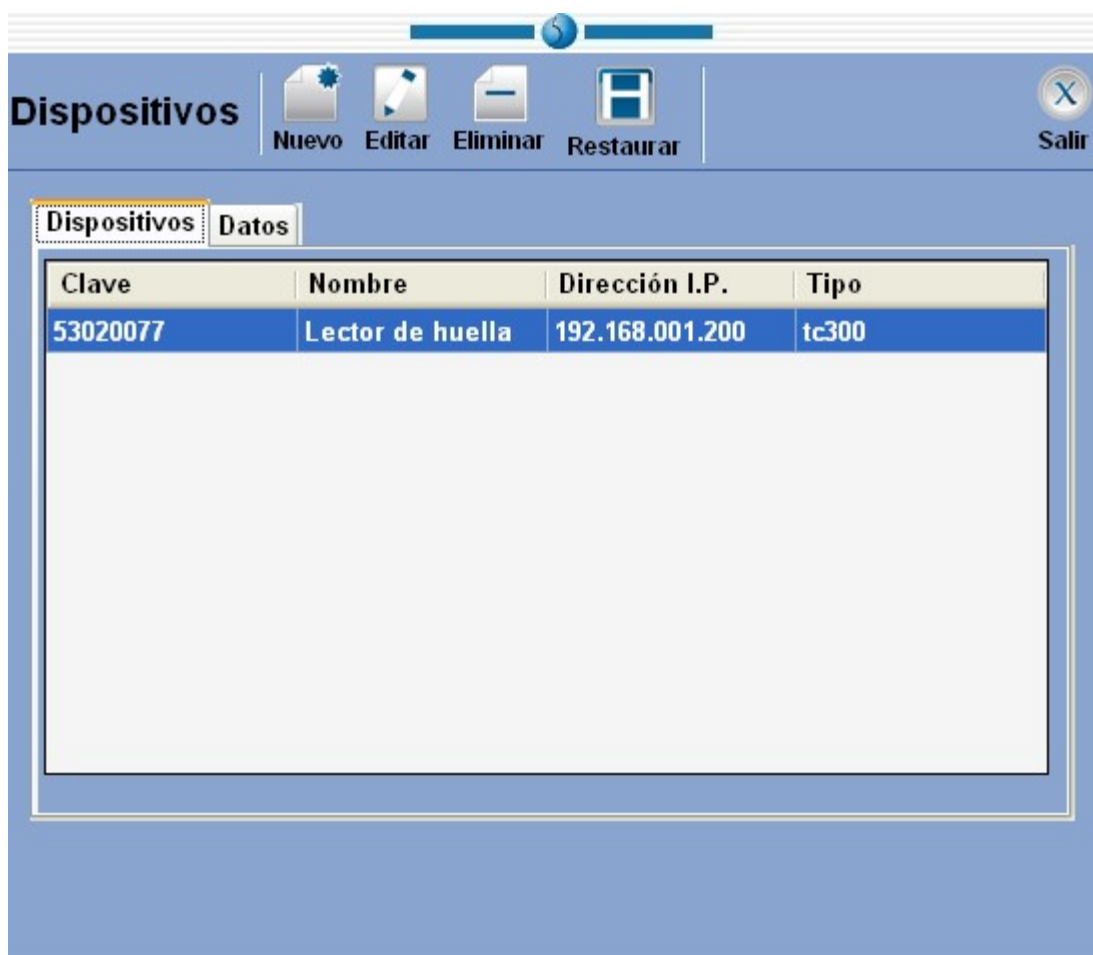 Dispositivos
Nuevo Editar Eliminar Restaurar
Salir
Dispositivos Datos
Clave Nombre Dirección I.P. Tipo
53020077 Lector de huella 192.168.001.200 tc300